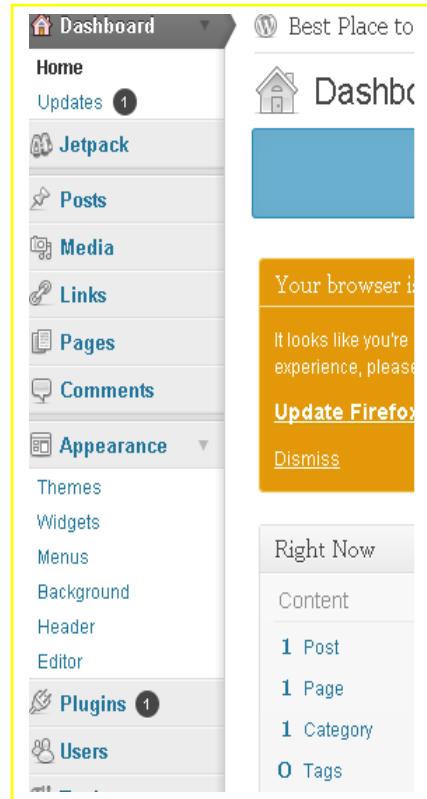 Dashboard
Home
Updates 1
Jetpack
Posts
Media
Links
Pages
Comments
Appearance
Themes
Widgets
Menus
Background
Header
Editor
Plugins 1
Users
Best Place to
Dashbo
Your browser is
It looks like you're
experience, please
Update Firefox
Dismiss
Right Now
Content
1 Post
1 Page
1 Category
0 Tags